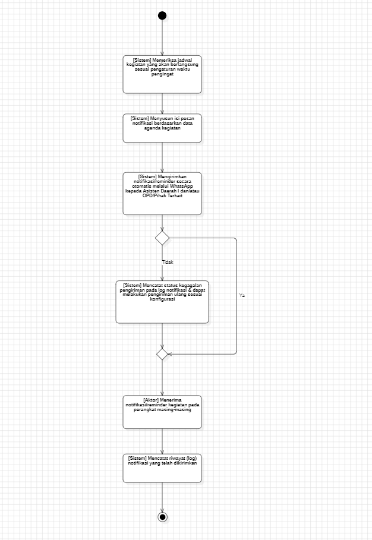 [Sistem] Memeriksa jadwal
kegiatan yang akan berlangsung
sesuai pengaturan waktu
pengingat
[Sistem] Menyusun isi pesan
notifikasi berdasarkan data
agenda kegiatan
[Sistem] Mengirimkan
notifikasi/reminder secara
otomatis melalui WhatsApp
kepada Asisten Daerah I dan/atau
OPD/Pihak Terkait
Tidak
[Sistem] Mencatat status kegagalan
pengiriman pada log notifikasi & dapat
melakukan pengiriman ulang sesuai
konfigurasi
Ya
[Aktor] Menerima
notifikasi/reminder kegiatan pada
perangkat masing-masing
[Sistem] Mencatat riwayat (log)
notifikasi yang telah dikirimkan